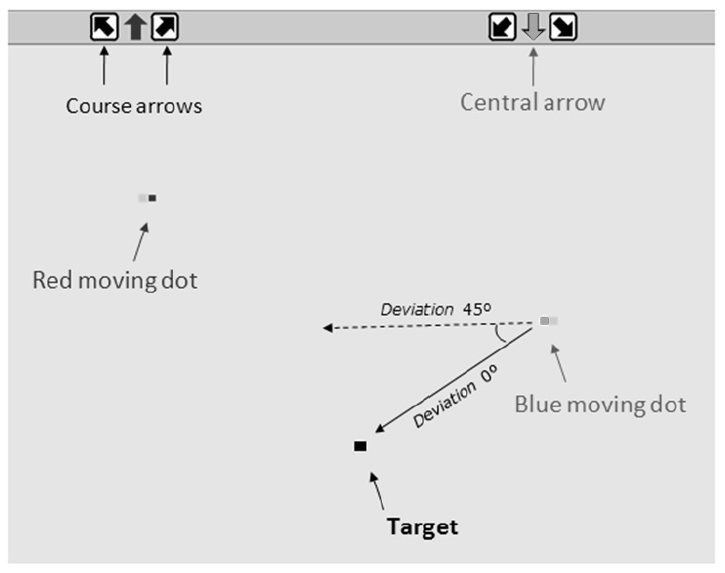 Course arrows
Central arrow
Red moving dot
Deviation 45º
Deviation 0º
Blue moving dot
Target